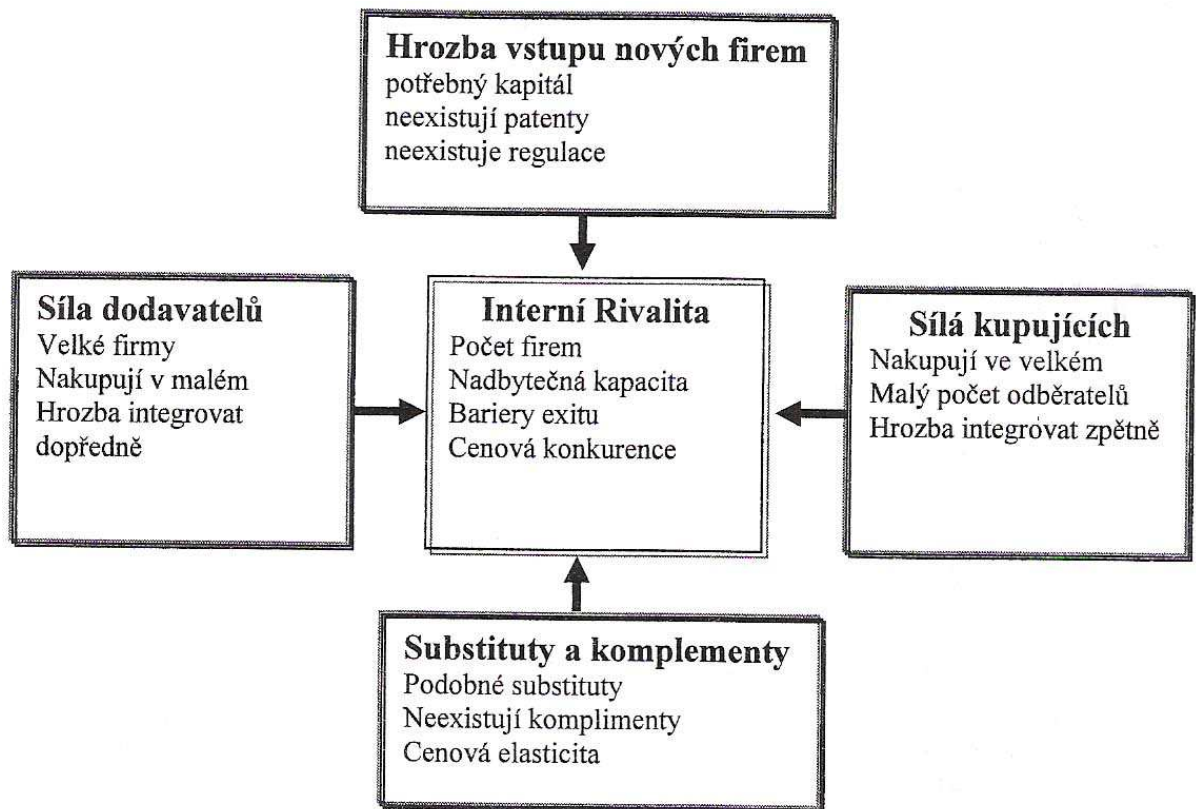 Hrozba vstupu nových firem
potřebný kapitál
neexistují patenty
neexistuje regulace
Síla dodavatelů
Velké firmy
Nakupují v malém
Hrozba integrovat
dopředně
Interní Rivalita
Počet firem
Nadbytečná kapacita
Bariery exitu
Cenová konkurence
Sílá kupujících
Nakupují ve velkém
Malý počet odběratelů
Hrozba integrovat zpětně
Substituty a komplementy
Podobné substituty
Neexistují komplimenty
Cenová elasticita